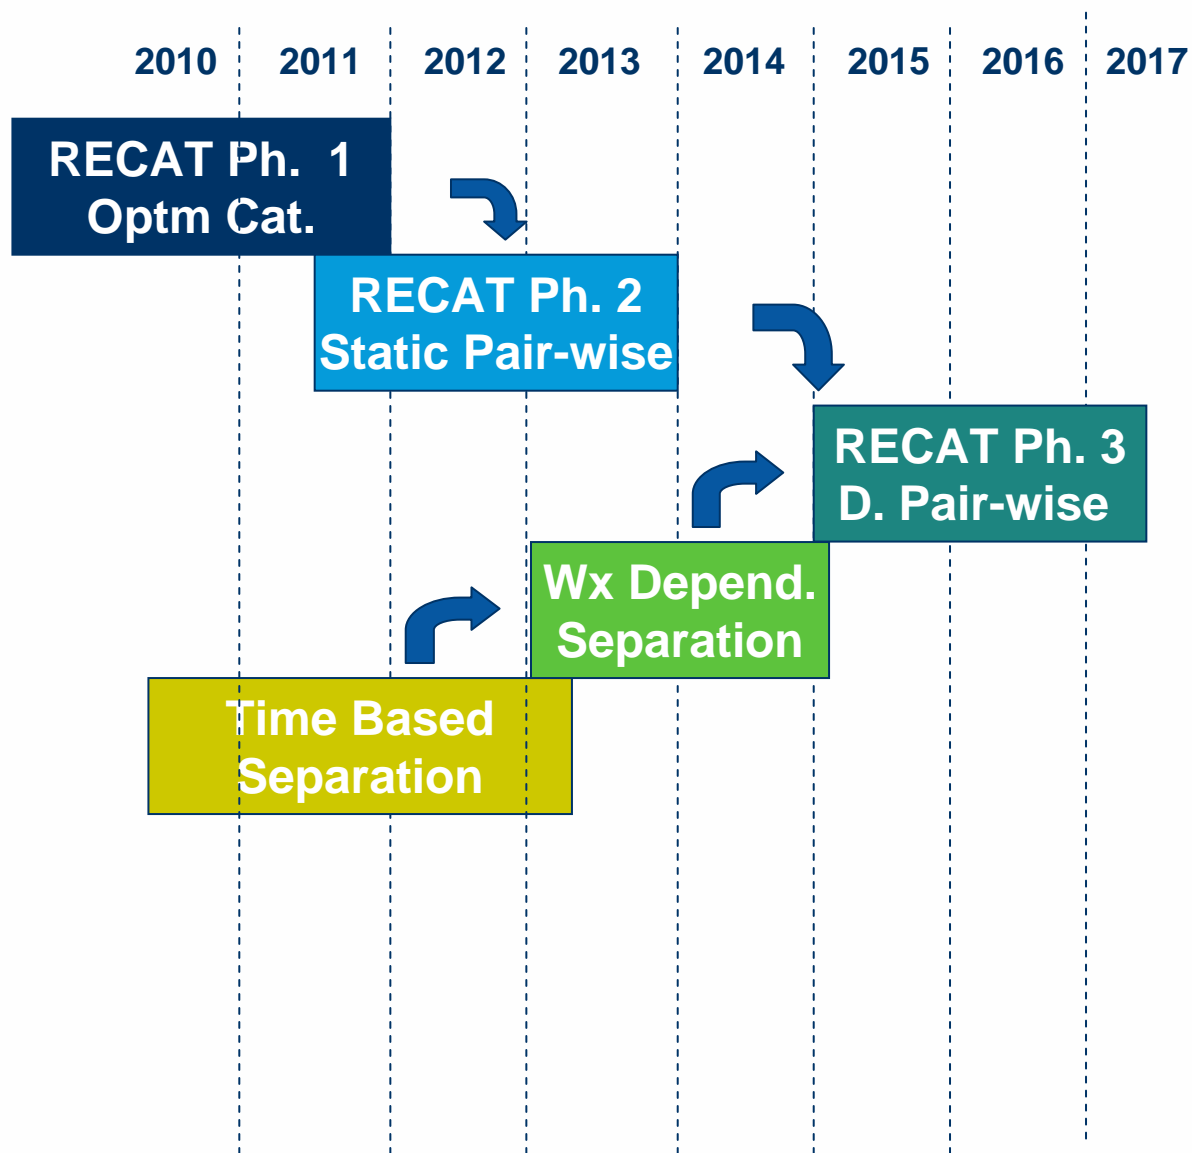 2010 2011 2012 2013 2014 2015 2016 2017
RECAT Ph. 1
Optm Cat.
RECAT Ph. 2
Static Pair-wise
RECAT Ph. 3
D. Pair-wise
Wx Depend.
Separation
Time Based
Separation